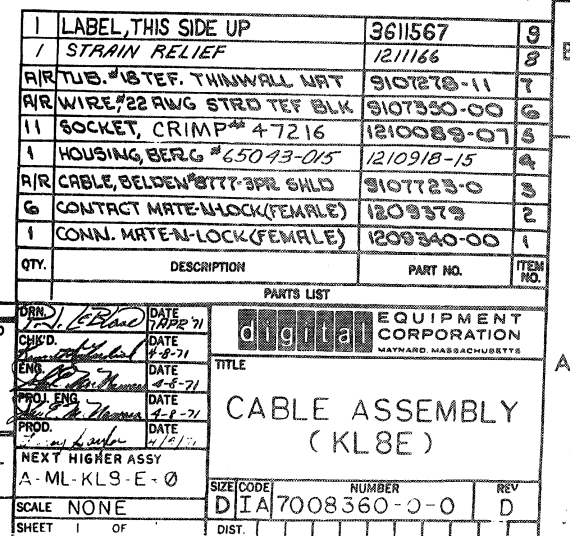 1 LABEL, THIS SIDE UP 3611567 9
1 STRAIN RELIEF 1211166 8
A/R TUB. #18 TEF. THINWALL NAT 9107278-11 7
A/R WIRE, #22 AWG STRD TEF BLK 9107350-00 6
11 SOCKET, CRIMP # 47216 1210089-07 5
1 HOUSING, BERG #65043-015 1210918-15 4
A/R CABLE, BELDEN #8777-3PR SHLD 9107723-0 3
6 CONTACT MATE-N-LOCK (FEMALE) 1209379 2
1 CONN. MATE-N-LOCK (FEMALE) 1209340-00 1
QTY. DESCRIPTION PART NO. ITEM NO.
PARTS LIST
DRN. DATE
7 APR '71
CHK'D. DATE
4-8-71
ENG. DATE
4-8-71
PROJ. ENG. DATE
4-8-71
PROD. DATE
NEXT HIGHER ASSY
A-ML-KL8-E-0
SCALE NONE
SHEET 1 OF
digital EQUIPMENT
CORPORATION
MAYNARD, MASSACHUSETTS
TITLE
CABLE ASSEMBLY
(KL8E)
SIZE CODE NUMBER REV
D IA 7008360-0-0 D
DIST.
A